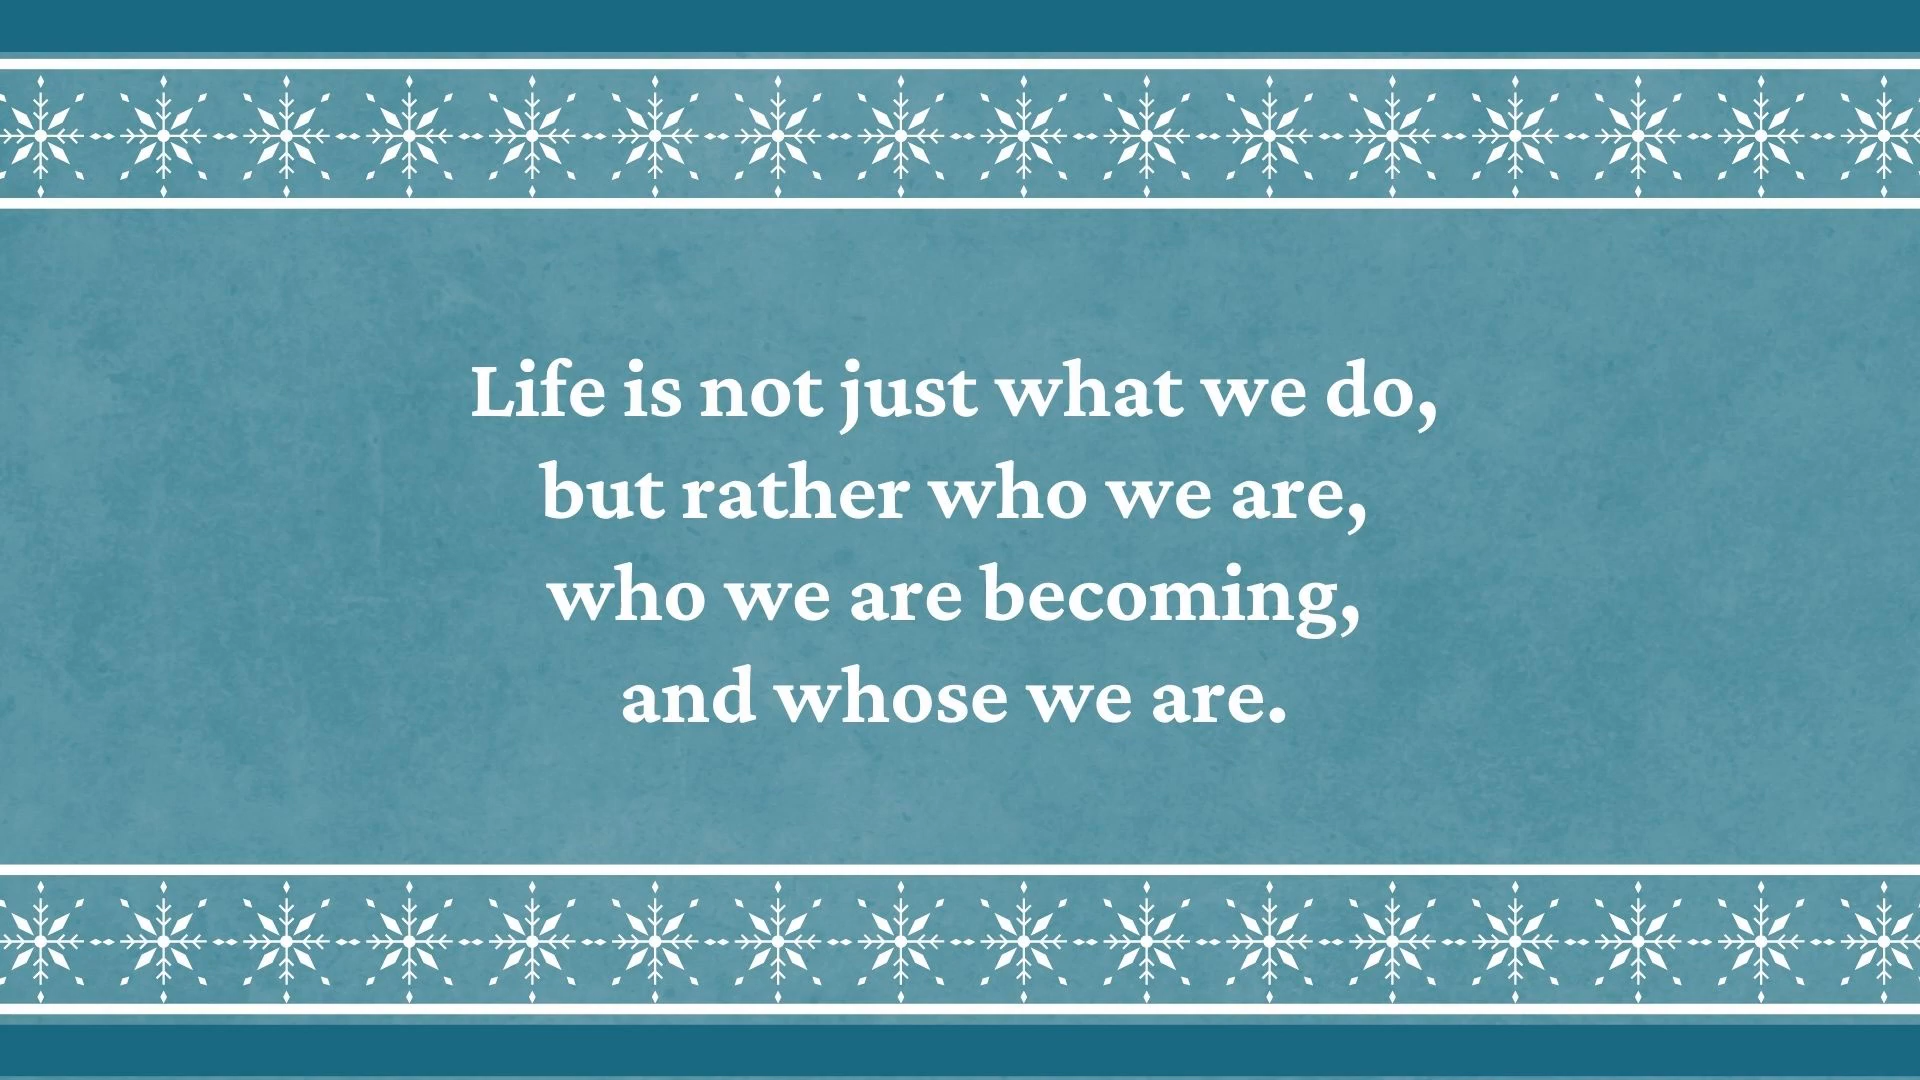 Life is not just what we do,
but rather who we are,
who we are becoming,
and whose we are.